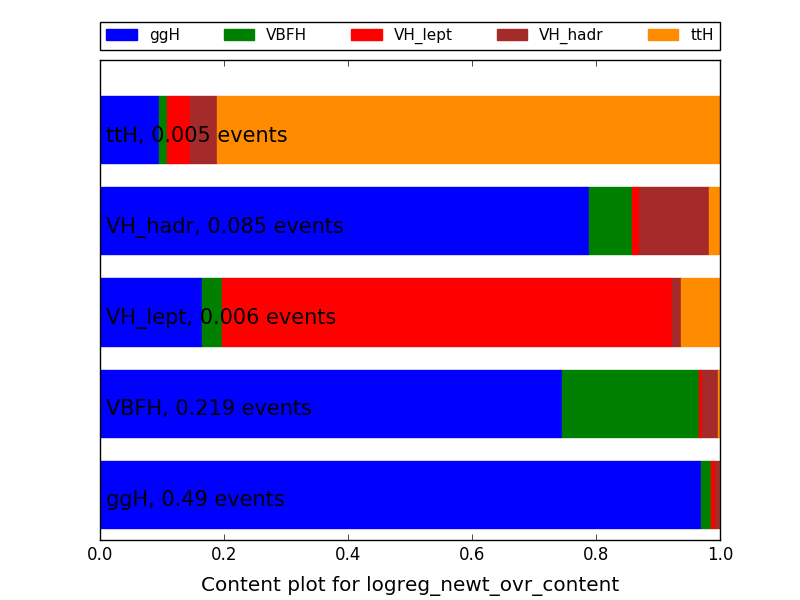 ggH VBFH VH_lept VH_hadr ttH
ttH, 0.005 events
VH_hadr, 0.085 events
VH_lept, 0.006 events
VBFH, 0.219 events
ggH, 0.49 events
0.0 0.2 0.4 0.6 0.8 1.0
Content plot for logreg_newt_ovr_content